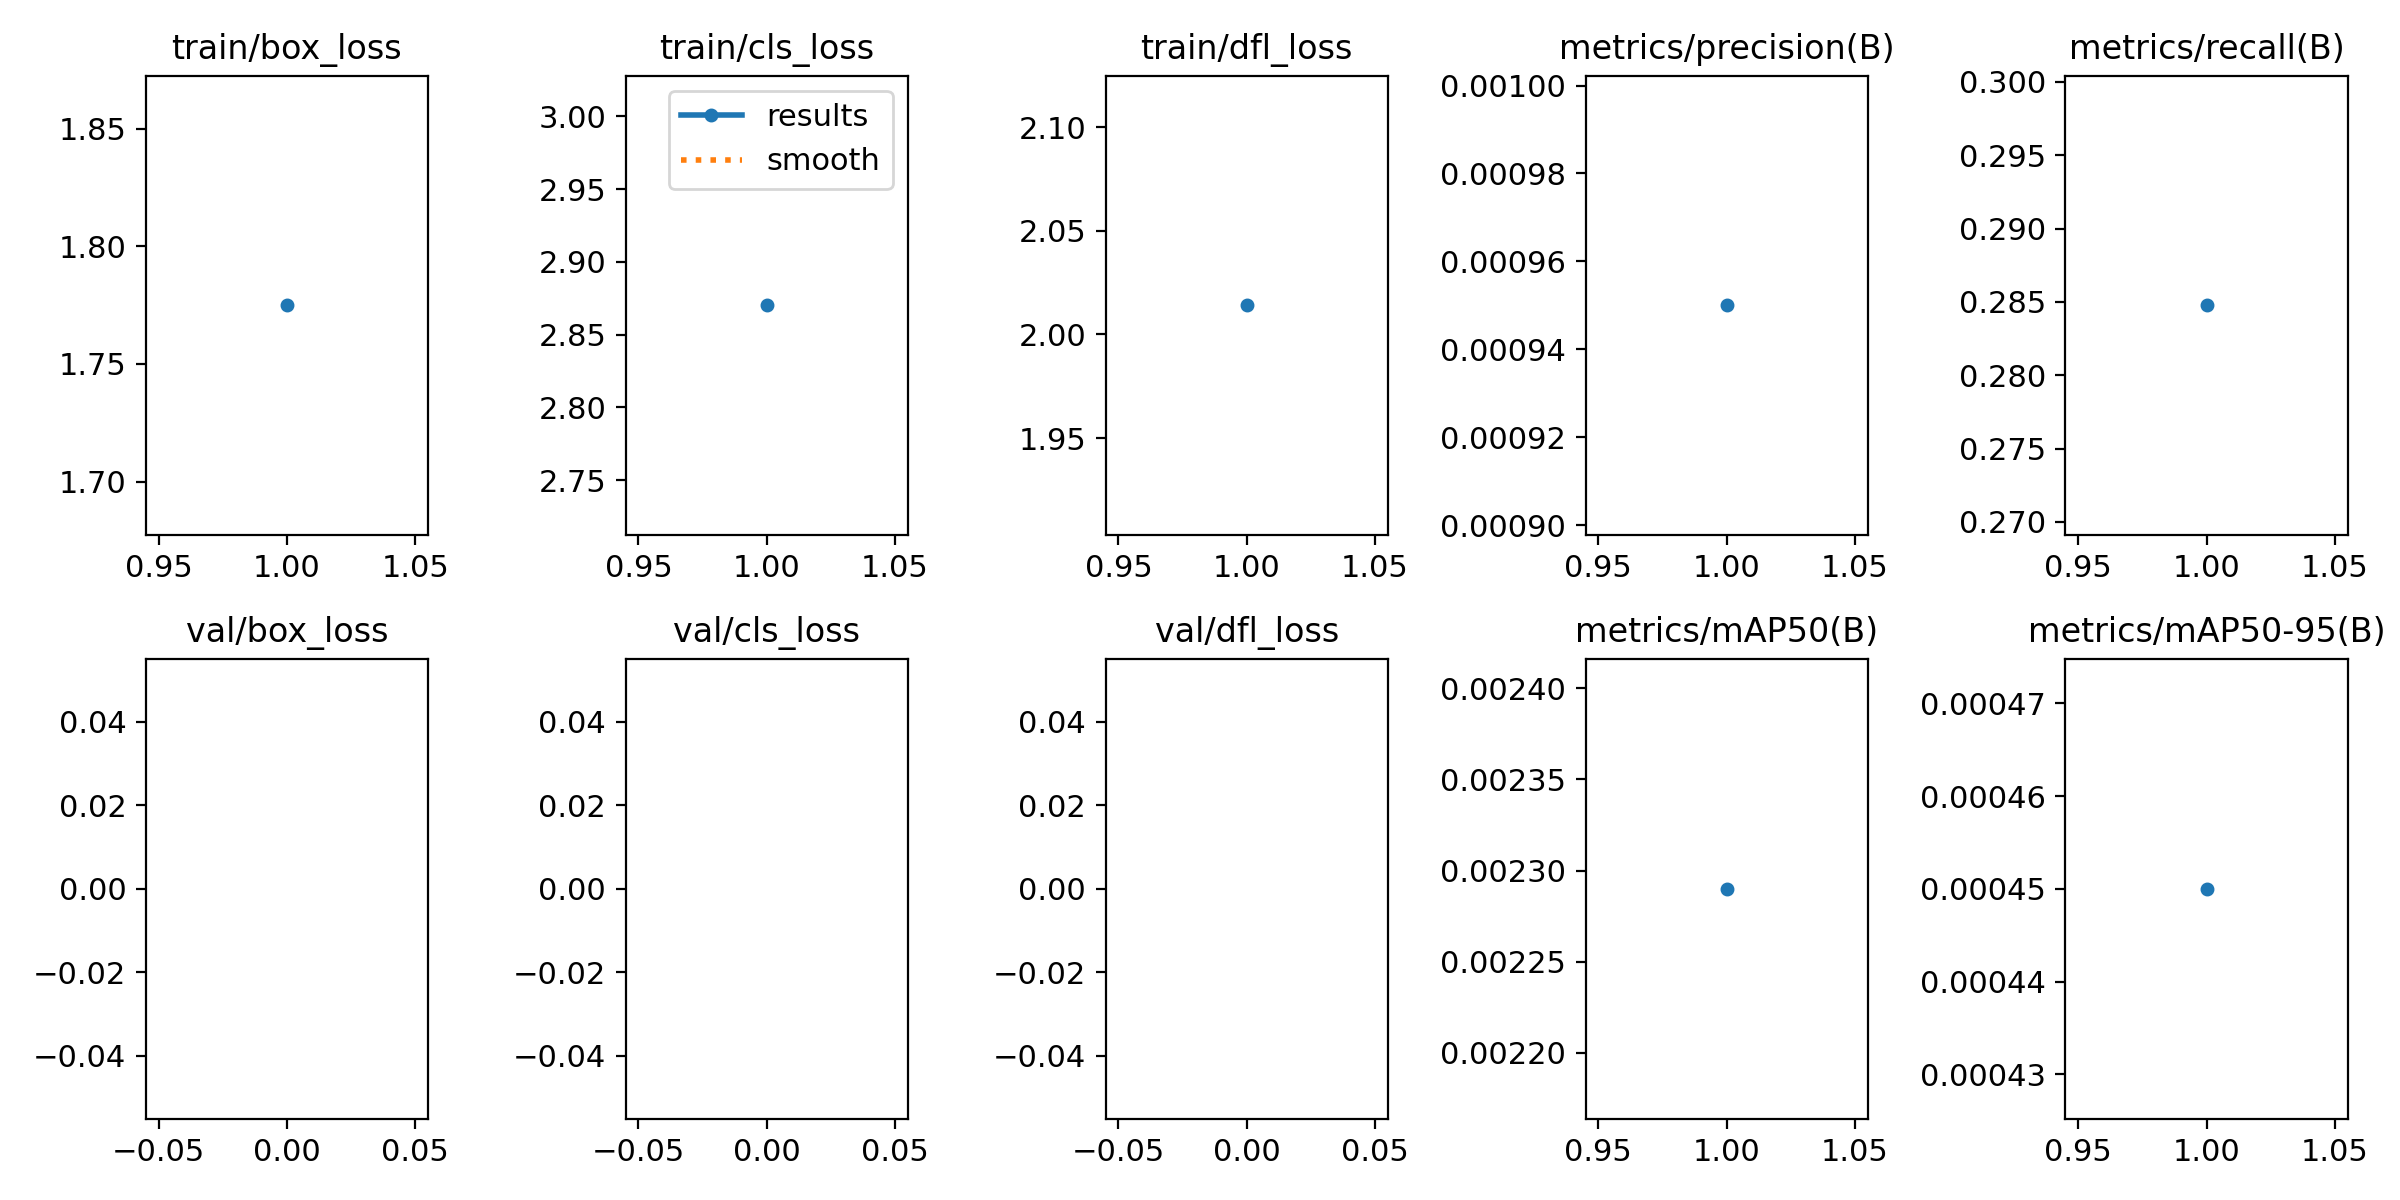 train/box_loss
1.85
1.80
1.75
1.70
0.95 1.00 1.05
train/cls_loss
results
smooth
3.00
2.95
2.90
2.85
2.80
2.75
0.95 1.00 1.05
train/dfl_loss
2.10
2.05
2.00
1.95
0.95 1.00 1.05
metrics/precision(B)
0.00100
0.00098
0.00096
0.00094
0.00092
0.00090
0.95 1.00 1.05
metrics/recall(B)
0.300
0.295
0.290
0.285
0.280
0.275
0.270
0.95 1.00 1.05
val/box_loss
0.04
0.02
0.00
−0.02
−0.04
−0.05 0.00 0.05
val/cls_loss
0.04
0.02
0.00
−0.02
−0.04
−0.05 0.00 0.05
val/dfl_loss
0.04
0.02
0.00
−0.02
−0.04
−0.05 0.00 0.05
metrics/mAP50(B)
0.00240
0.00235
0.00230
0.00225
0.00220
0.95 1.00 1.05
metrics/mAP50-95(B)
0.00047
0.00046
0.00045
0.00044
0.00043
0.95 1.00 1.05